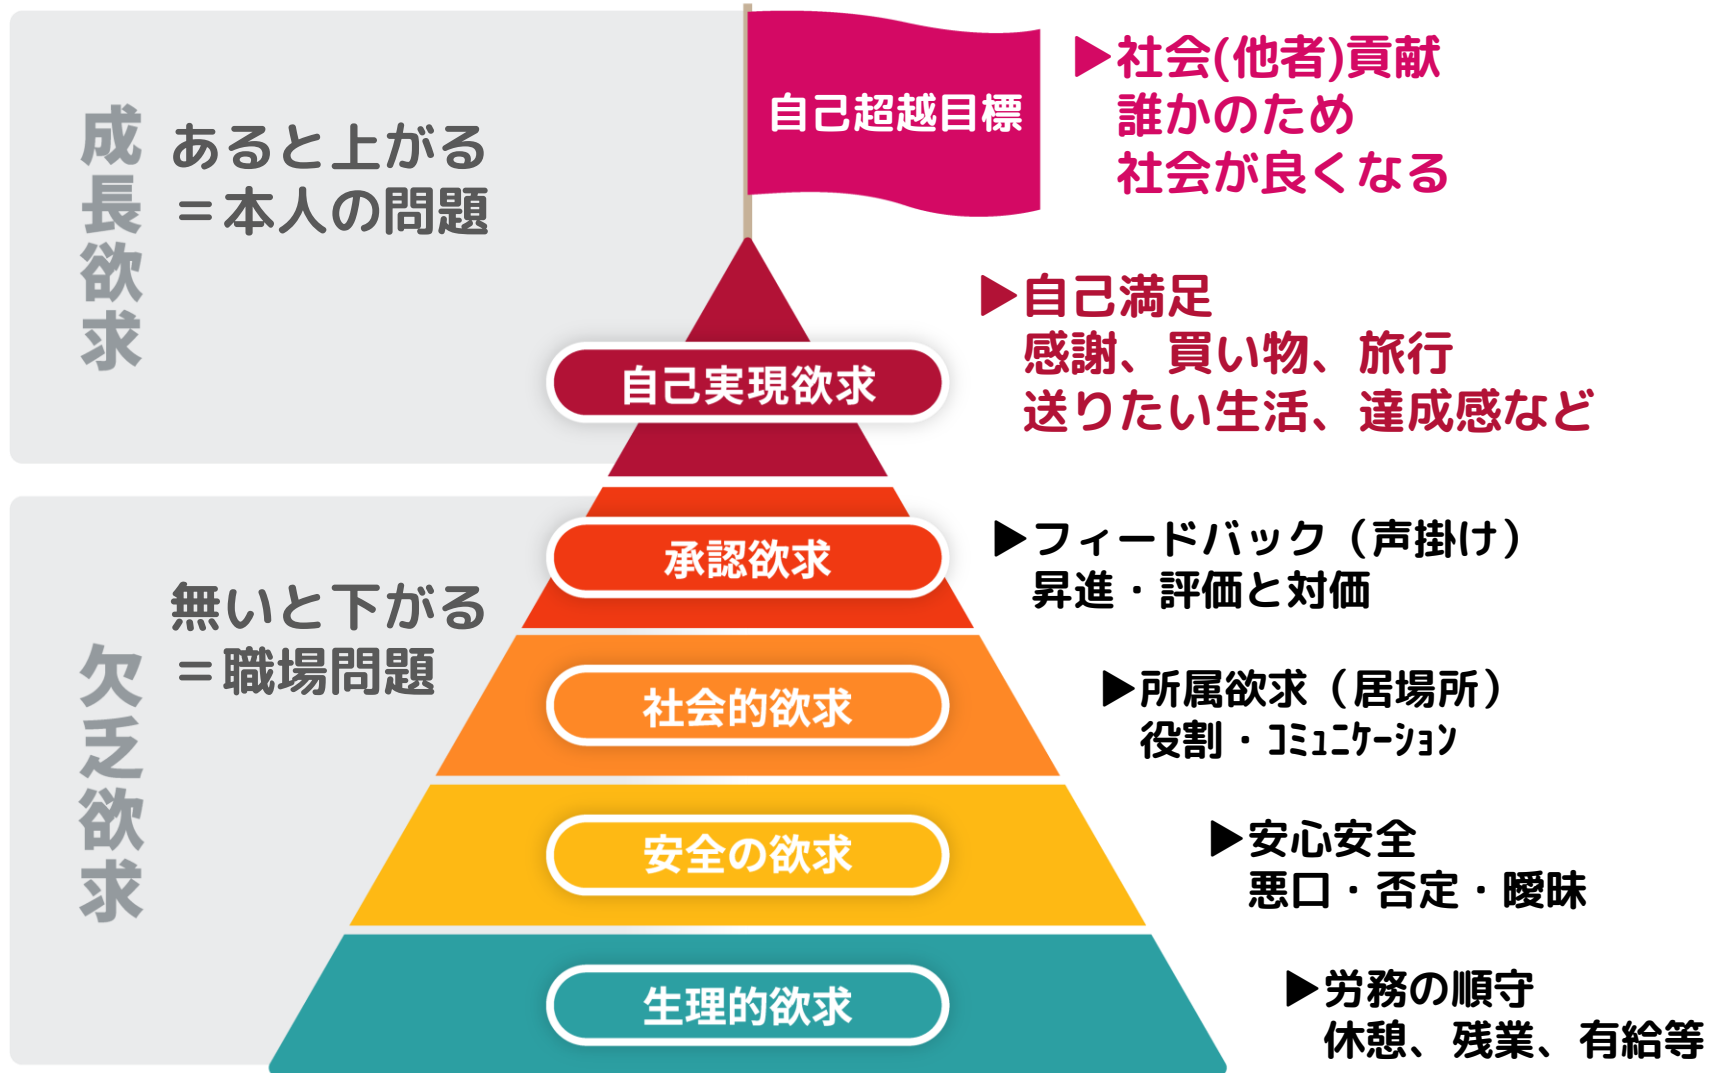 成長欲求
あると上がる
＝本人の問題
自己超越目標
▶社会(他者)貢献
誰かのため
社会が良くなる
自己実現欲求
▶自己満足
感謝、買い物、旅行
送りたい生活、達成感など
欠乏欲求
無いと下がる
＝職場問題
承認欲求
▶フィードバック（声掛け）
昇進・評価と対価
社会的欲求
▶所属欲求（居場所）
役割・ｺﾐｭﾆｹｰｼｮﾝ
安全の欲求
▶安心安全
悪口・否定・曖昧
生理的欲求
▶労務の順守
休憩、残業、有給等